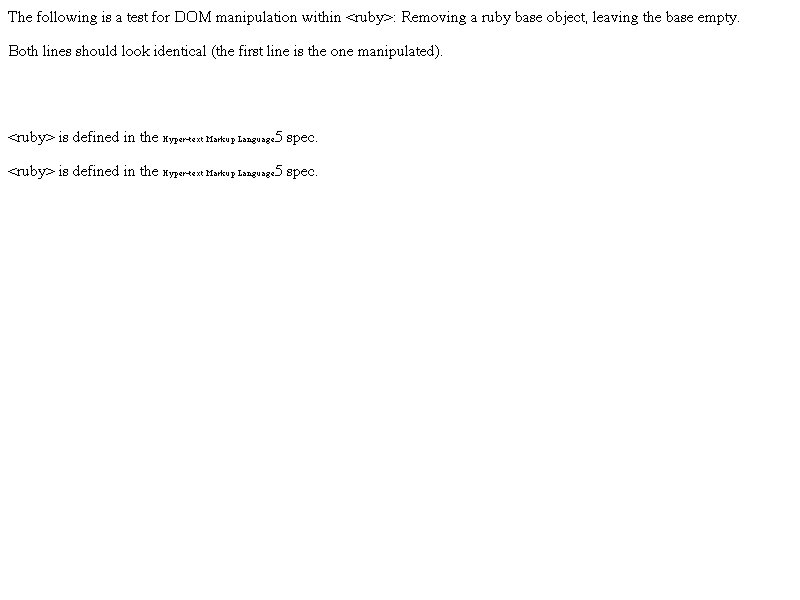 The following is a test for DOM manipulation within <ruby>: Removing a ruby base object, leaving the base empty.
Both lines should look identical (the first line is the one manipulated).
<ruby> is defined in the Hyper-text Markup Language5 spec.
<ruby> is defined in the Hyper-text Markup Language5 spec.